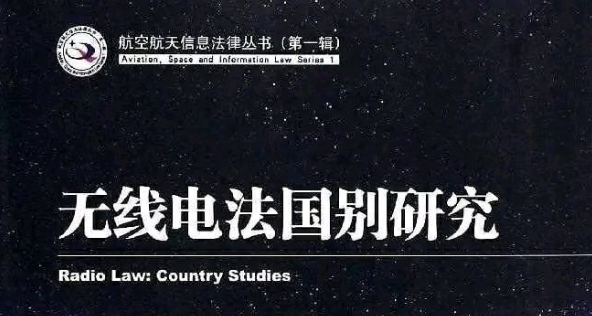 航空航天信息法律丛书（第一辑）
Aviation, Space and Information Law Series 1
无线电法国别研究
Radio Law: Country Studies